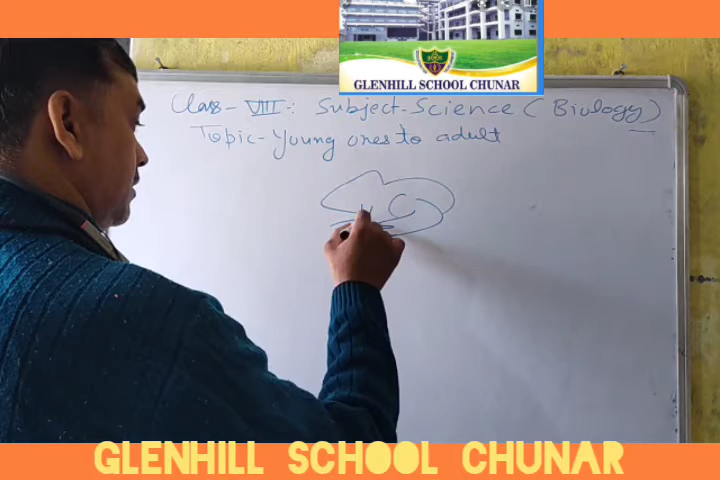 GLENHILL SCHOOL CHUNAR
Class - VIII : Subject - Science ( Biology )
Topic - Young ones to adult
GLENHILL SCHOOL CHUNAR